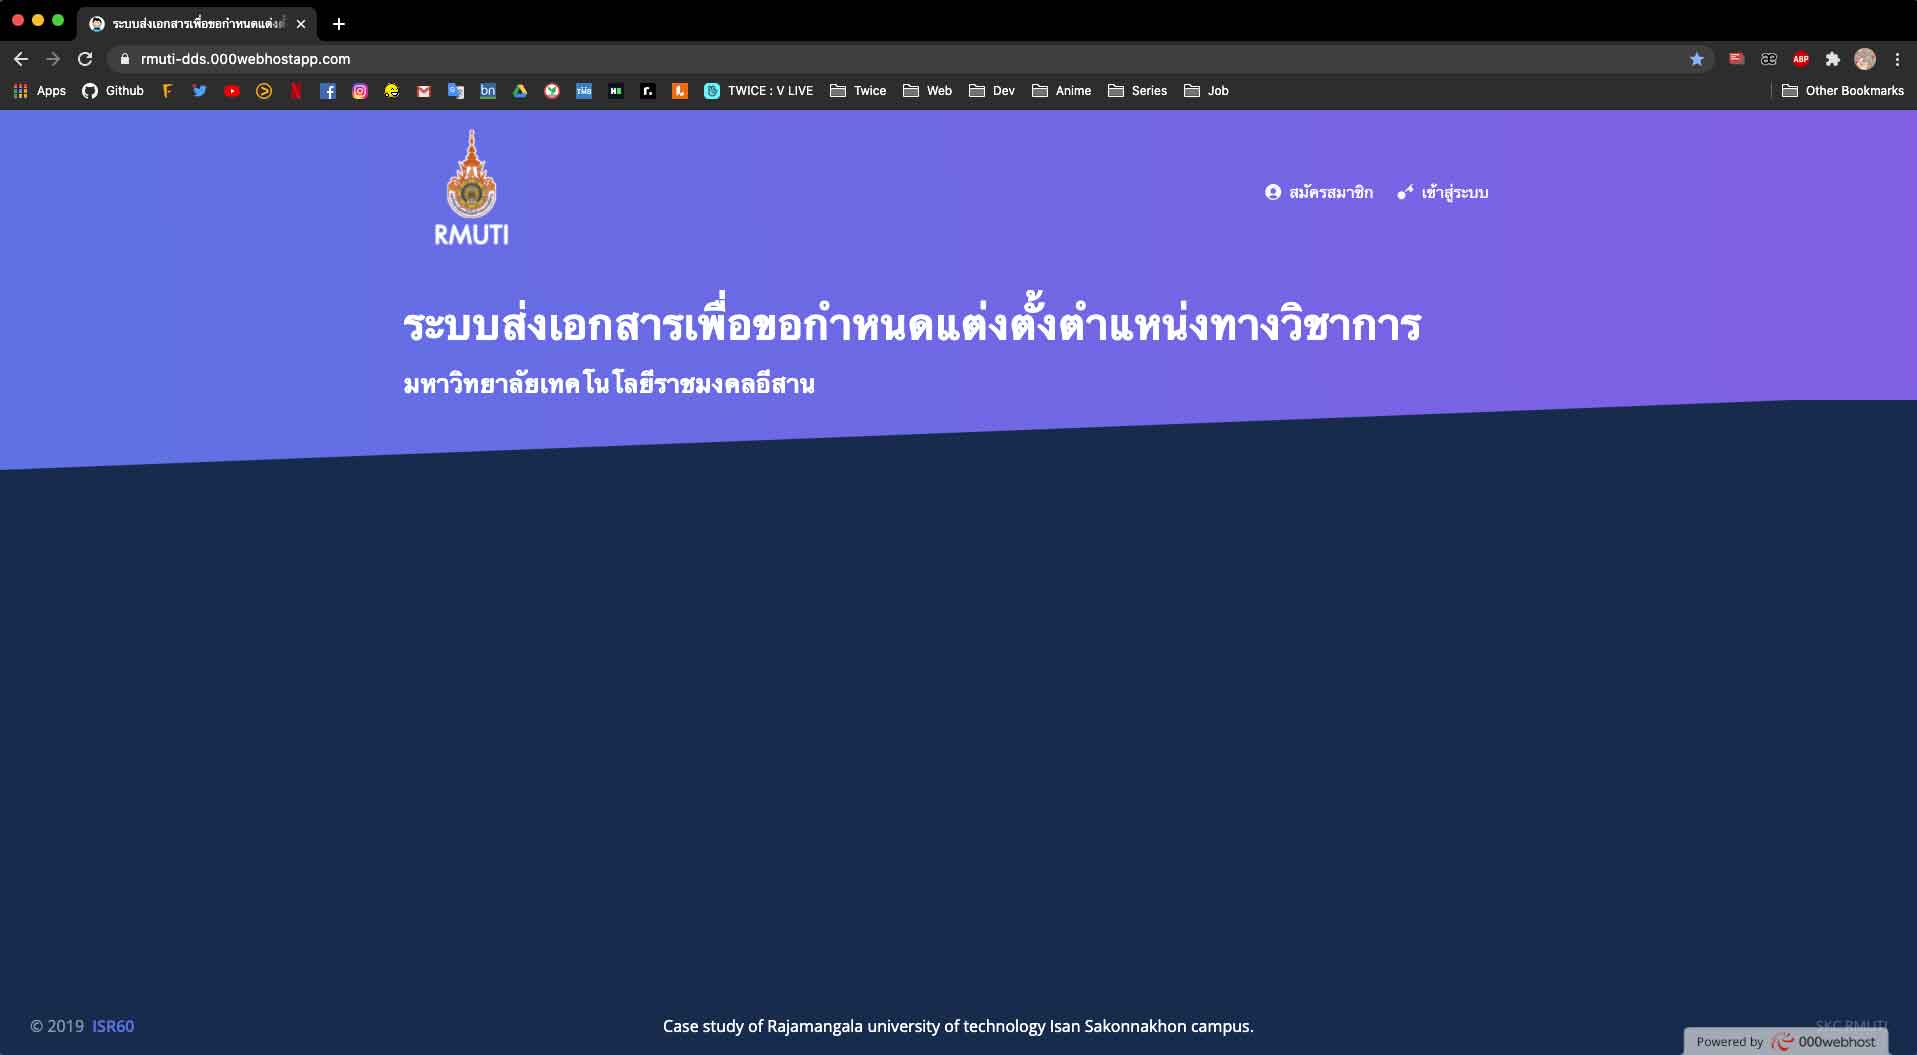 ระบบส่งเอกสารเพื่อขอกำหนดแต่งตั้
rmuti-dds.000webhostapp.com
ABP
Apps Github bn TMB TWICE : V LIVE Twice Web Dev Anime Series Job Other Bookmarks
RMUTI
สมัครสมาชิก เข้าสู่ระบบ
ระบบส่งเอกสารเพื่อขอกำหนดแต่งตั้งตำแหน่งทางวิชาการ
มหาวิทยาลัยเทคโนโลยีราชมงคลอีสาน
© 2019 ISR60
Case study of Rajamangala university of technology Isan Sakonnakhon campus.
SKC RMUTI
Powered by 000webhost